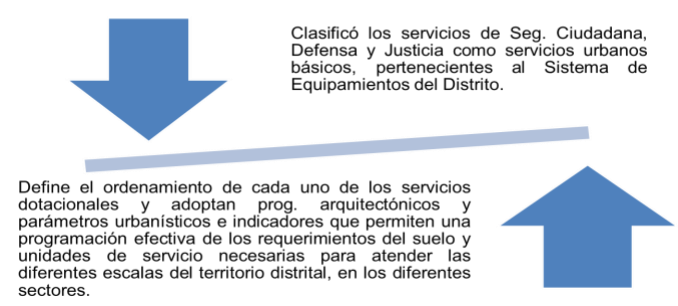 Clasificó los servicios de Seg. Ciudadana,
Defensa y Justicia como servicios urbanos
básicos, pertenecientes al Sistema de
Equipamientos del Distrito.
Define el ordenamiento de cada uno de los servicios
dotacionales y adoptan prog. arquitectónicos y
parámetros urbanísticos e indicadores que permiten una
programación efectiva de los requerimientos del suelo y
unidades de servicio necesarias para atender las
diferentes escalas del territorio distrital, en los diferentes
sectores.